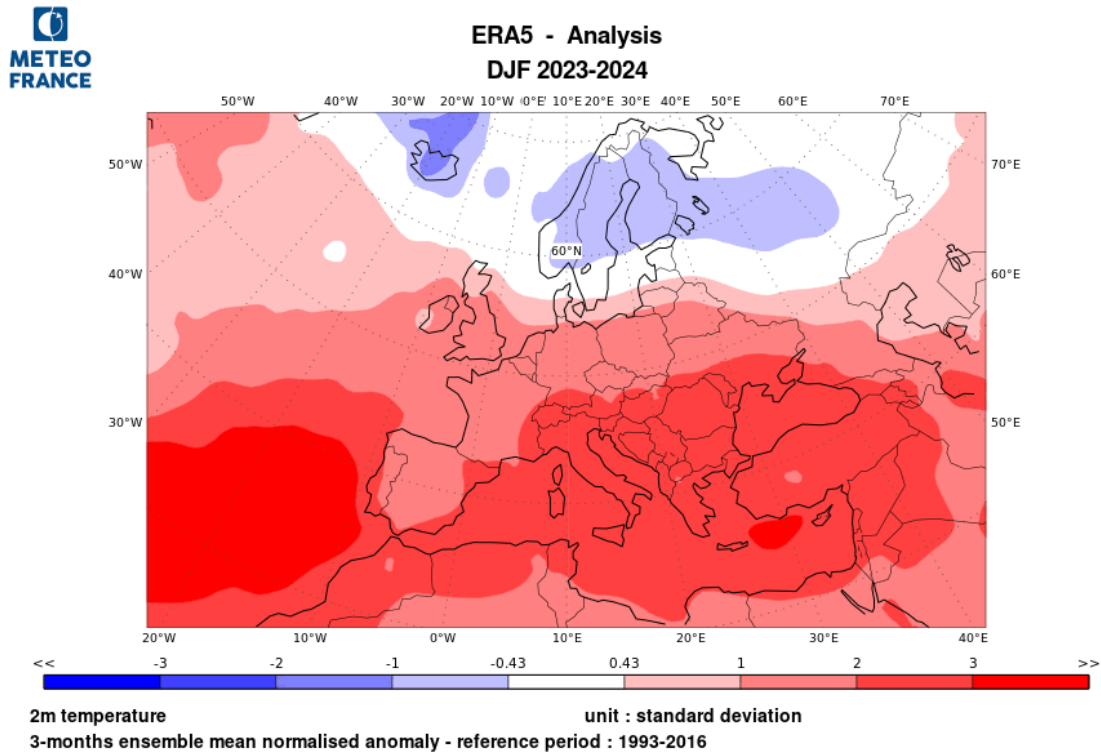 METEO
FRANCE
ERA5 - Analysis
DJF 2023-2024
50°W 40°W 30°W 20°W 10°W 0°E 10°E 20°E 30°E 40°E 50°E 60°E 70°E
50°W 70°E
60°N
40°W 60°E
30°W 50°E
20°W 10°W 0°W 10°E 20°E 30°E 40°E
<< -3 -2 -1 -0.43 0.43 1 2 3 >>
2m temperature unit : standard deviation
3-months ensemble mean normalised anomaly - reference period : 1993-2016